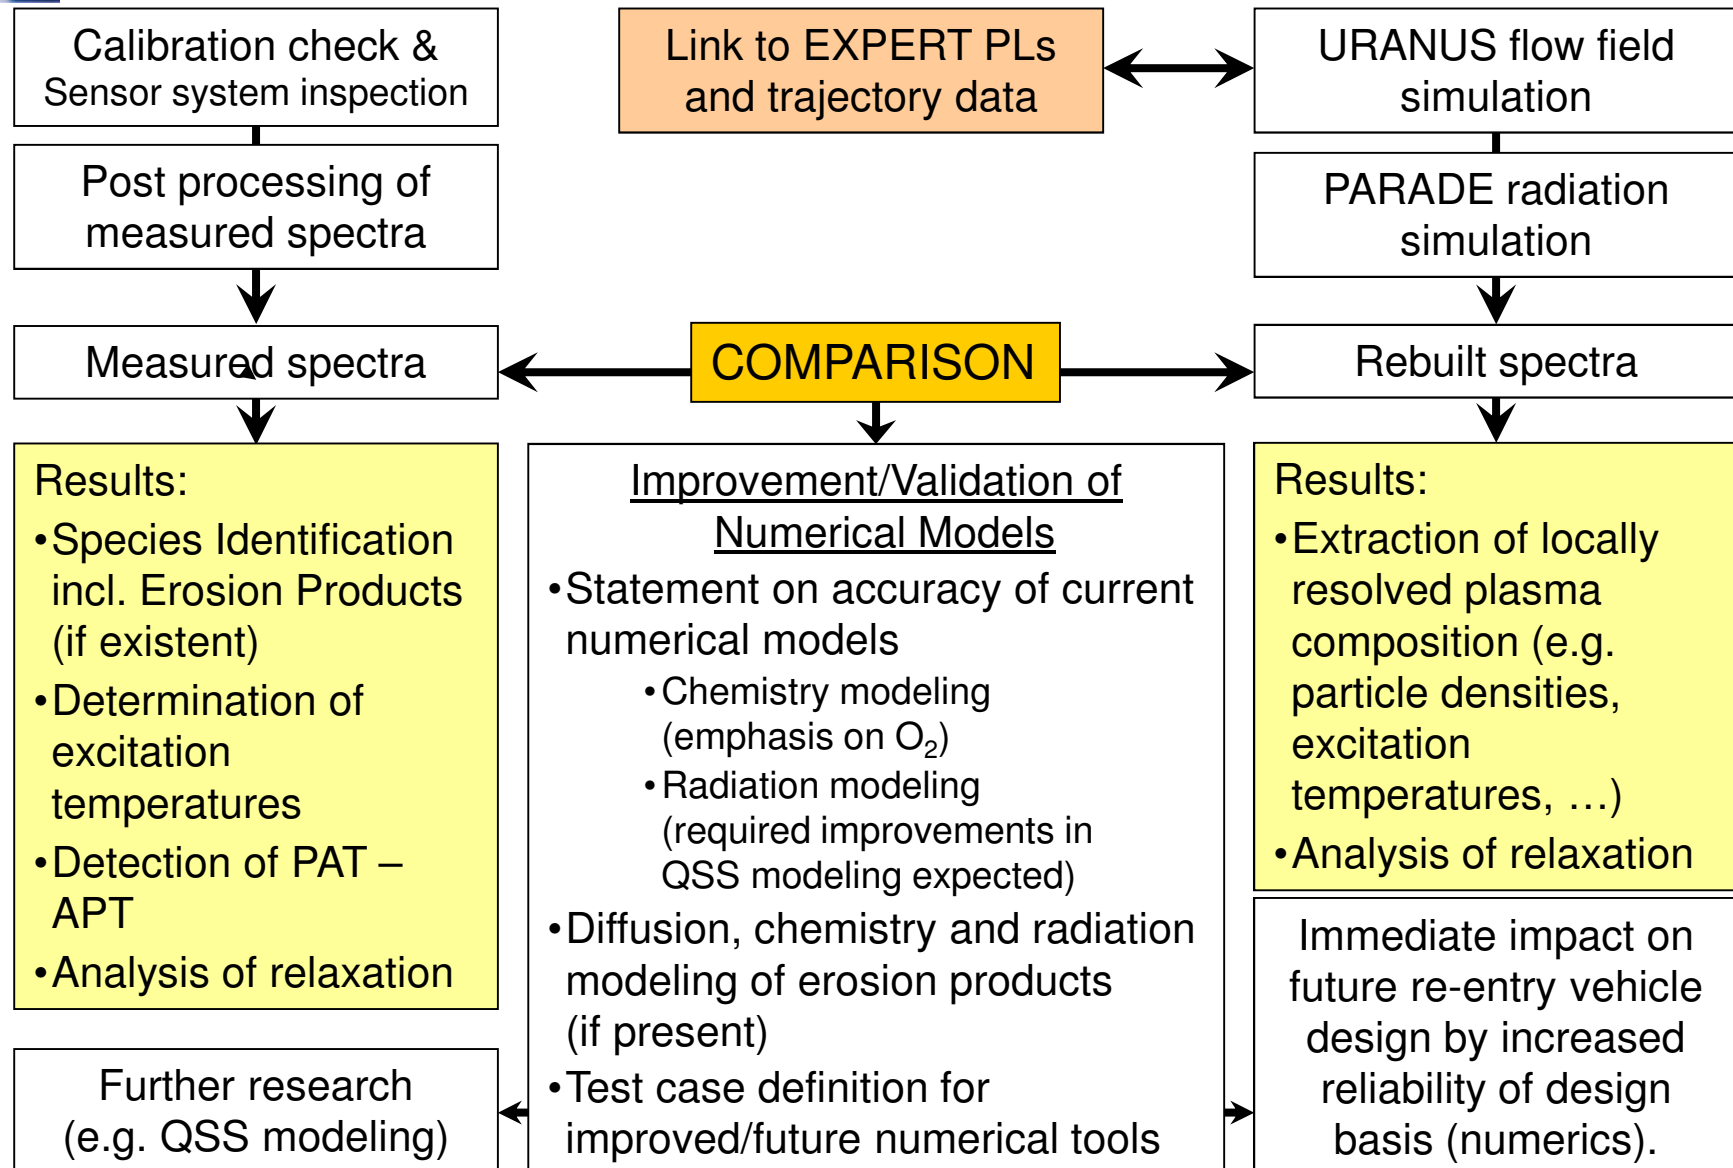 Calibration check &
Sensor system inspection
Link to EXPERT PLs
and trajectory data
URANUS flow field
simulation
Post processing of
measured spectra
PARADE radiation
simulation
Measured spectra
COMPARISON
Rebuilt spectra
Results:
•Species Identification
incl. Erosion Products
(if existent)
•Determination of
excitation
temperatures
•Detection of PAT –
APT
•Analysis of relaxation
Improvement/Validation of
Numerical Models
•Statement on accuracy of current
numerical models
•Chemistry modeling
(emphasis on O₂)
•Radiation modeling
(required improvements in
QSS modeling expected)
•Diffusion, chemistry and radiation
modeling of erosion products
(if present)
•Test case definition for
improved/future numerical tools
Results:
•Extraction of locally
resolved plasma
composition (e.g.
particle densities,
excitation
temperatures, …)
•Analysis of relaxation
Further research
(e.g. QSS modeling)
Immediate impact on
future re-entry vehicle
design by increased
reliability of design
basis (numerics).